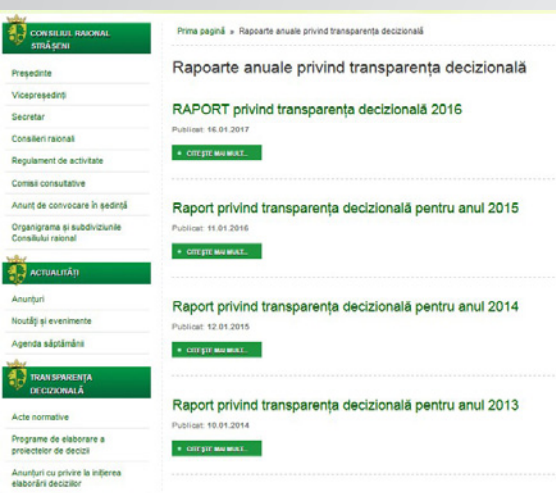 CONSILIUL RAIONAL
STRĂȘENI
Președinte
Vicepreședinți
Secretar
Consilieri raionali
Regulament de activitate
Comisii consultative
Anunț de convocare în ședință
Organigrama și subdiviziunile
Consiliului raional
ACTUALITĂȚI
Anunțuri
Noutăți și evenimente
Agenda săptămânii
TRANSPARENȚA
DECIZIONALĂ
Acte normative
Programe de elaborare a
proiectelor de decizii
Anunțuri cu privire la inițierea
elaborării deciziilor
Prima pagină » Rapoarte anuale privind transparența decizională
Rapoarte anuale privind transparența decizională
RAPORT privind transparența decizională 2016
Publicat: 16.01.2017
CITEȘTE MAI MULT...
Raport privind transparența decizională pentru anul 2015
Publicat: 11.01.2016
CITEȘTE MAI MULT...
Raport privind transparența decizională pentru anul 2014
Publicat: 12.01.2015
CITEȘTE MAI MULT...
Raport privind transparența decizională pentru anul 2013
Publicat: 10.01.2014
CITEȘTE MAI MULT...